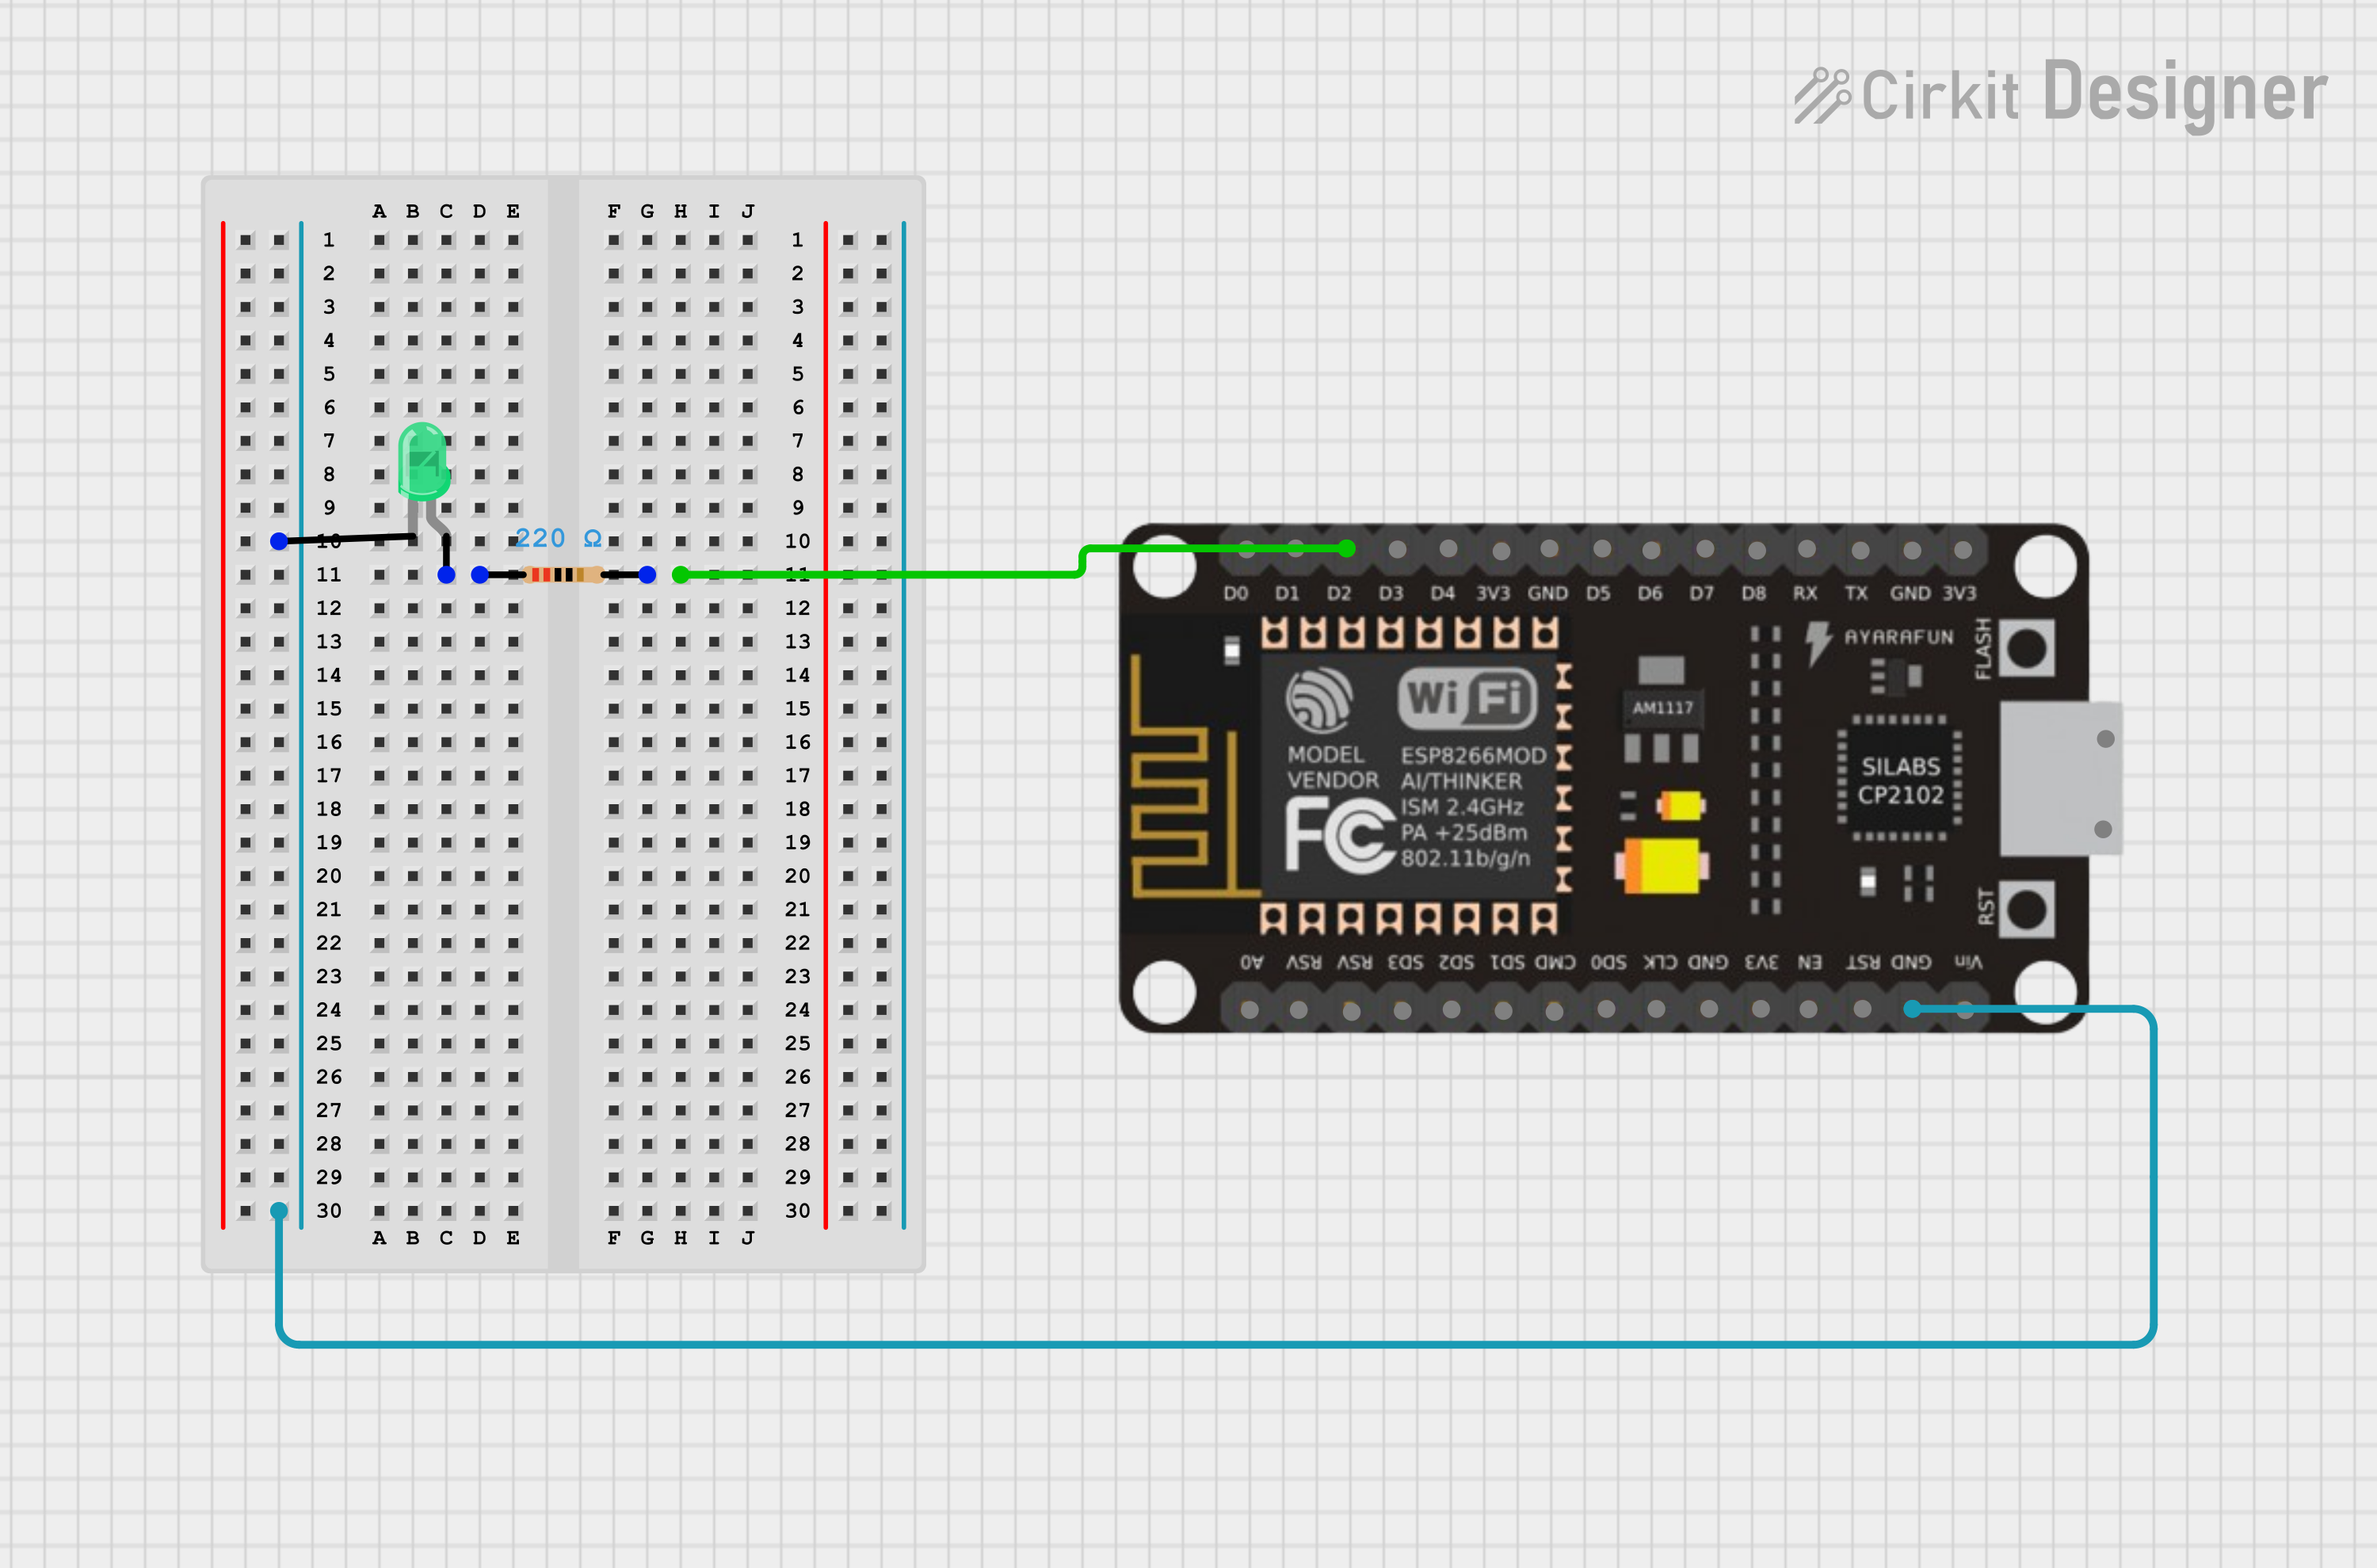 Cirkit Designer
A B C D E F G H I J
1 1
2 2
3 3
4 4
5 5
6 6
7 7
8 8
9 9
10 220 Ω 10
11 11
12 12
13 13
14 14
15 15
16 16
17 17
18 18
19 19
20 20
21 21
22 22
23 23
24 24
25 25
26 26
27 27
28 28
29 29
30 30
A B C D E F G H I J
D0 D1 D2 D3 D4 3V3 GND D5 D6 D7 D8 RX TX GND 3V3
AYARAFUN
FLASH
WiFi
AM1117
MODEL ESP8266MOD
VENDOR AI/THINKER
ISM 2.4GHz
FC PA +25dBm
802.11b/g/n
SILABS
CP2102
RST
A0 RSV RSV SD3 SD2 SD1 CMD SD0 CLK GND 3V3 EN RST GND Vin